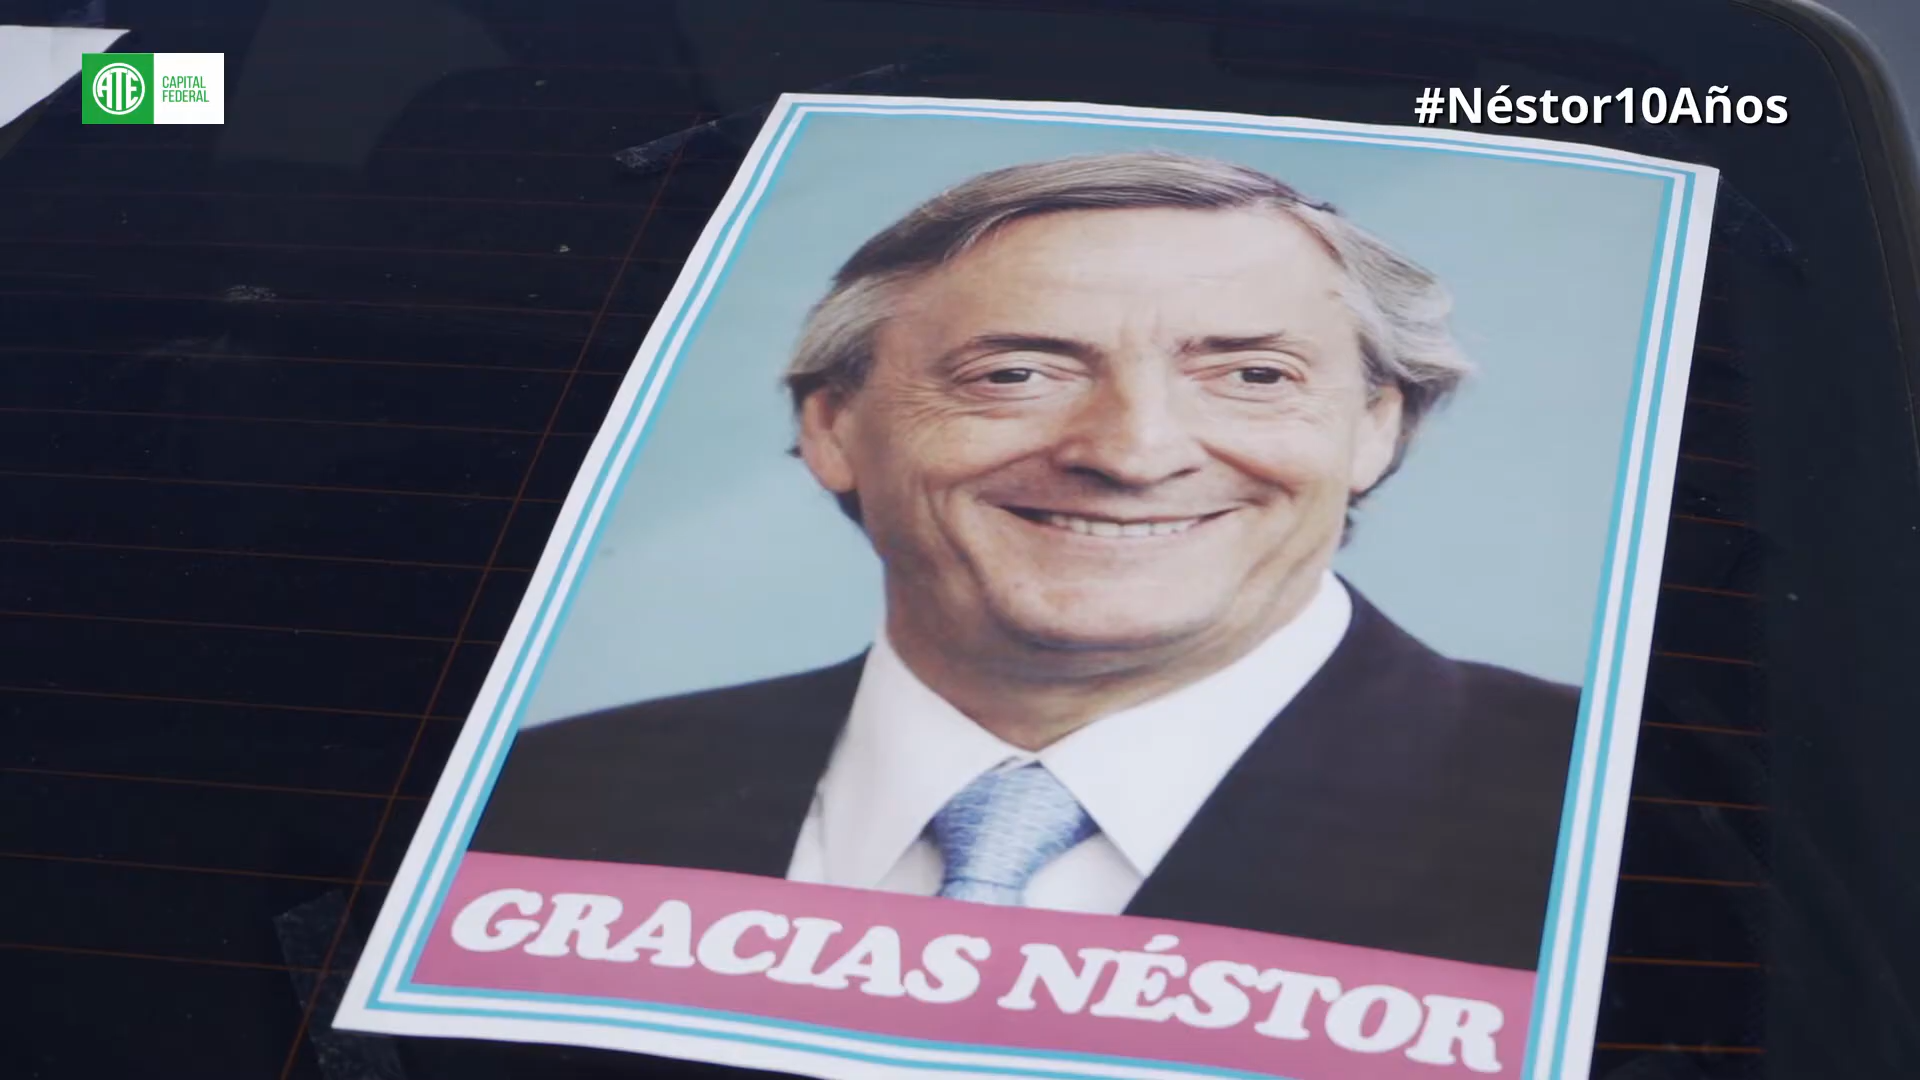 ATE
CAPITAL
FEDERAL
#Néstor10Años
GRACIAS NÉSTOR